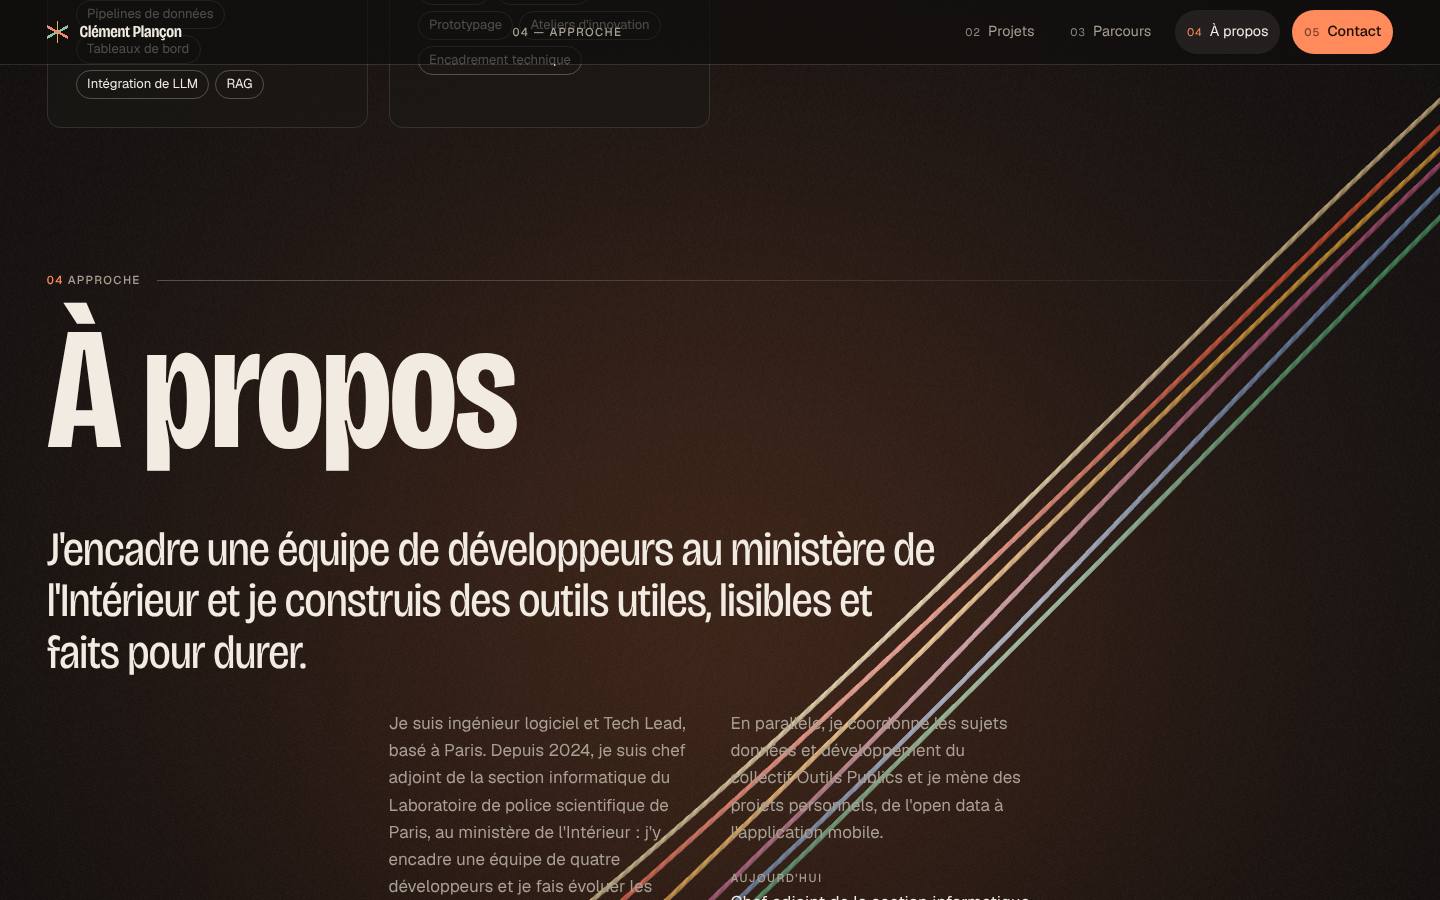 Pipelines de données
Prototypage
Ateliers d'innovation
Clément Plançon
04 — APPROCHE
02 Projets
03 Parcours
04 À propos
05 Contact
Tableaux de bord
Encadrement technique
Intégration de LLM
RAG
04 APPROCHE
À propos
J'encadre une équipe de développeurs au ministère de
l'Intérieur et je construis des outils utiles, lisibles et
faits pour durer.
Je suis ingénieur logiciel et Tech Lead,
basé à Paris. Depuis 2024, je suis chef
adjoint de la section informatique du
Laboratoire de police scientifique de
Paris, au ministère de l'Intérieur : j'y
encadre une équipe de quatre
développeurs et je fais évoluer les
En parallèle, je coordonne les sujets
données et développement du
collectif Outils Publics et je mène des
projets personnels, de l'open data à
l'application mobile.
AUJOURD'HUI
Chef adjoint de la section informatique